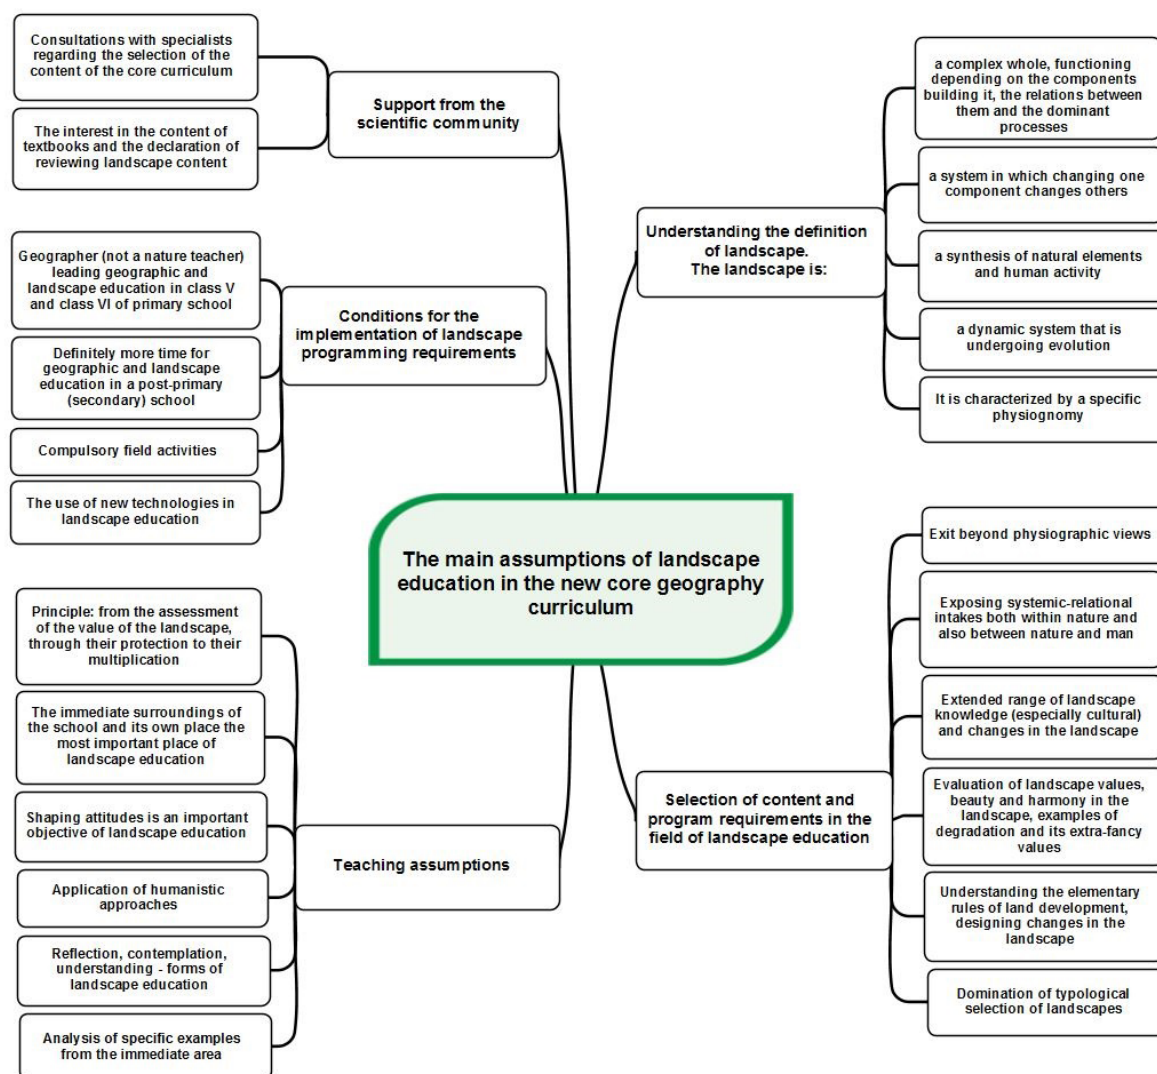 Consultations with specialists
regarding the selection of the
content of the core curriculum
The interest in the content of
textbooks and the declaration of
reviewing landscape content
Support from the
scientific community
Geographer (not a nature teacher)
leading geographic and
landscape education in class V
and class VI of primary school
Definitely more time for
geographic and landscape
education in a post-primary
(secondary) school
Compulsory field activities
The use of new technologies in
landscape education
Conditions for the
implementation of landscape
programming requirements
Principle: from the assessment
of the value of the landscape,
through their protection to their
multiplication
The immediate surroundings of
the school and its own place the
most important place of
landscape education
Shaping attitudes is an important
objective of landscape education
Application of humanistic
approaches
Reflection, contemplation,
understanding - forms of
landscape education
Analysis of specific examples
from the immediate area
Teaching assumptions
The main assumptions of landscape
education in the new core geography
curriculum
Understanding the definition
of landscape.
The landscape is:
a complex whole, functioning
depending on the components
building it, the relations between
them and the dominant
processes
a system in which changing one
component changes others
a synthesis of natural elements
and human activity
a dynamic system that is
undergoing evolution
It is characterized by a specific
physiognomy
Selection of content and
program requirements in the
field of landscape education
Exit beyond physiographic views
Exposing systemic-relational
intakes both within nature and
also between nature and man
Extended range of landscape
knowledge (especially cultural)
and changes in the landscape
Evaluation of landscape values,
beauty and harmony in the
landscape, examples of
degradation and its extra-fancy
values
Understanding the elementary
rules of land development,
designing changes in the
landscape
Domination of typological
selection of landscapes